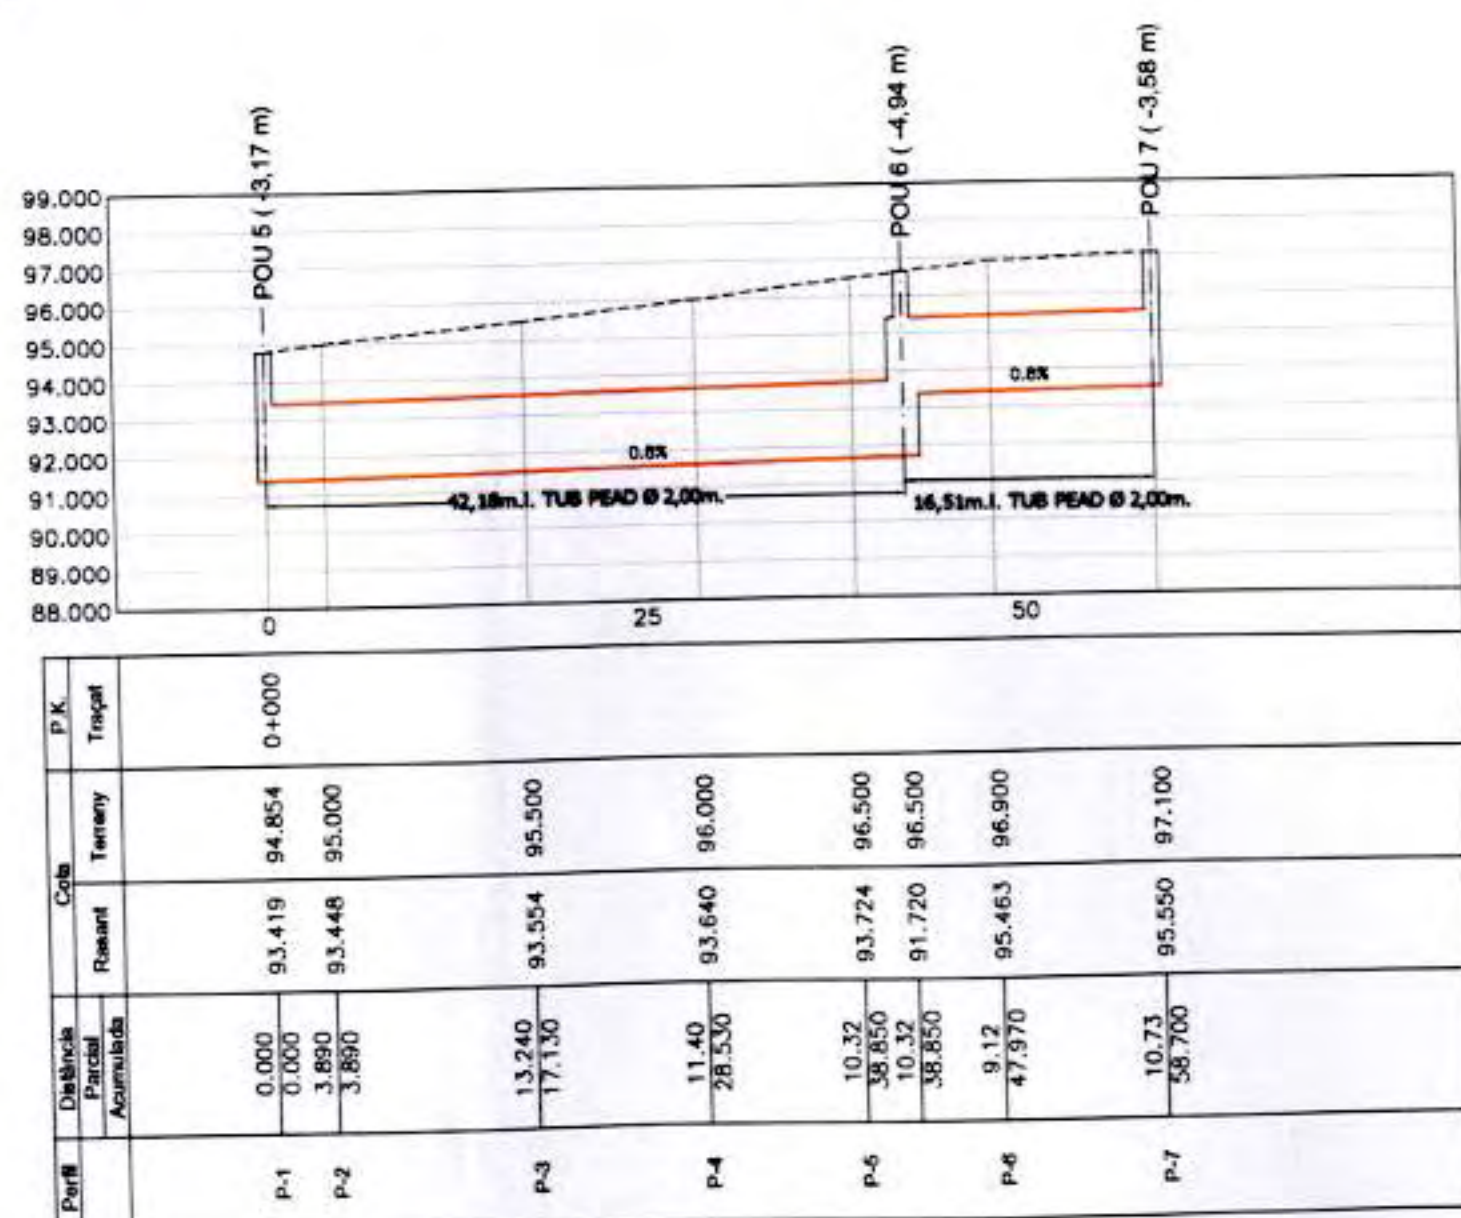 POU 5 ( -3,17 m)
POU 6 ( -4,94 m)
POU 7 ( -3,58 m)
99.000
98.000
97.000
96.000
95.000
94.000
93.000
92.000
91.000
90.000
89.000
88.000
0.8%
0.8%
42,18m.l. TUB PEAD Ø 2,00m.
16,51m.l. TUB PEAD Ø 2,00m.
0
25
50
P.K.
Traçat
0+000
Cota
Terreny
94.854
95.000
95.500
96.000
96.500
96.500
96.900
97.100
Rasant
93.419
93.448
93.554
93.640
93.724
91.720
95.463
95.550
Distància
Parcial
Acumulada
0.000
0.000
3.890
3.890
13.240
17.130
11.40
28.530
10.32
38.850
10.32
38.850
9.12
47.970
10.73
58.700
Perfil
P-1
P-2
P-3
P-4
P-5
P-6
P-7